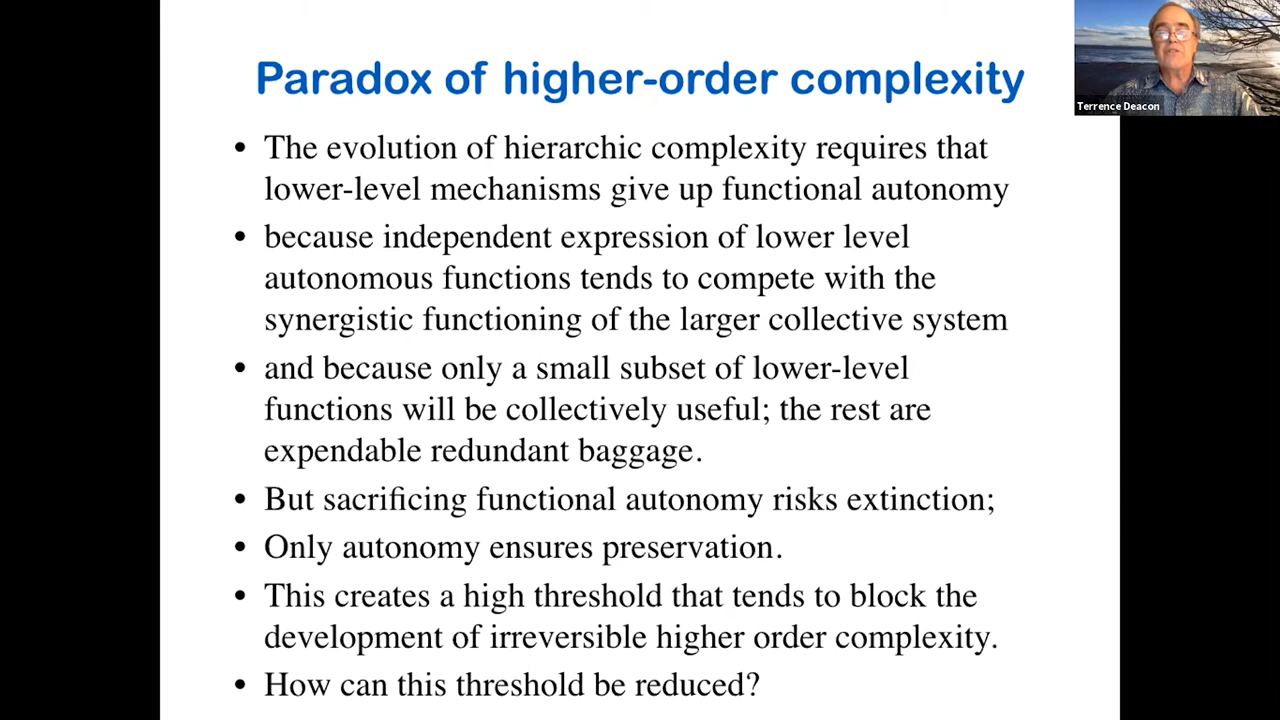 Paradox of higher-order complexity
• The evolution of hierarchic complexity requires that
lower-level mechanisms give up functional autonomy
• because independent expression of lower level
autonomous functions tends to compete with the
synergistic functioning of the larger collective system
• and because only a small subset of lower-level
functions will be collectively useful; the rest are
expendable redundant baggage.
• But sacrificing functional autonomy risks extinction;
• Only autonomy ensures preservation.
• This creates a high threshold that tends to block the
development of irreversible higher order complexity.
• How can this threshold be reduced?
Terrence Deacon